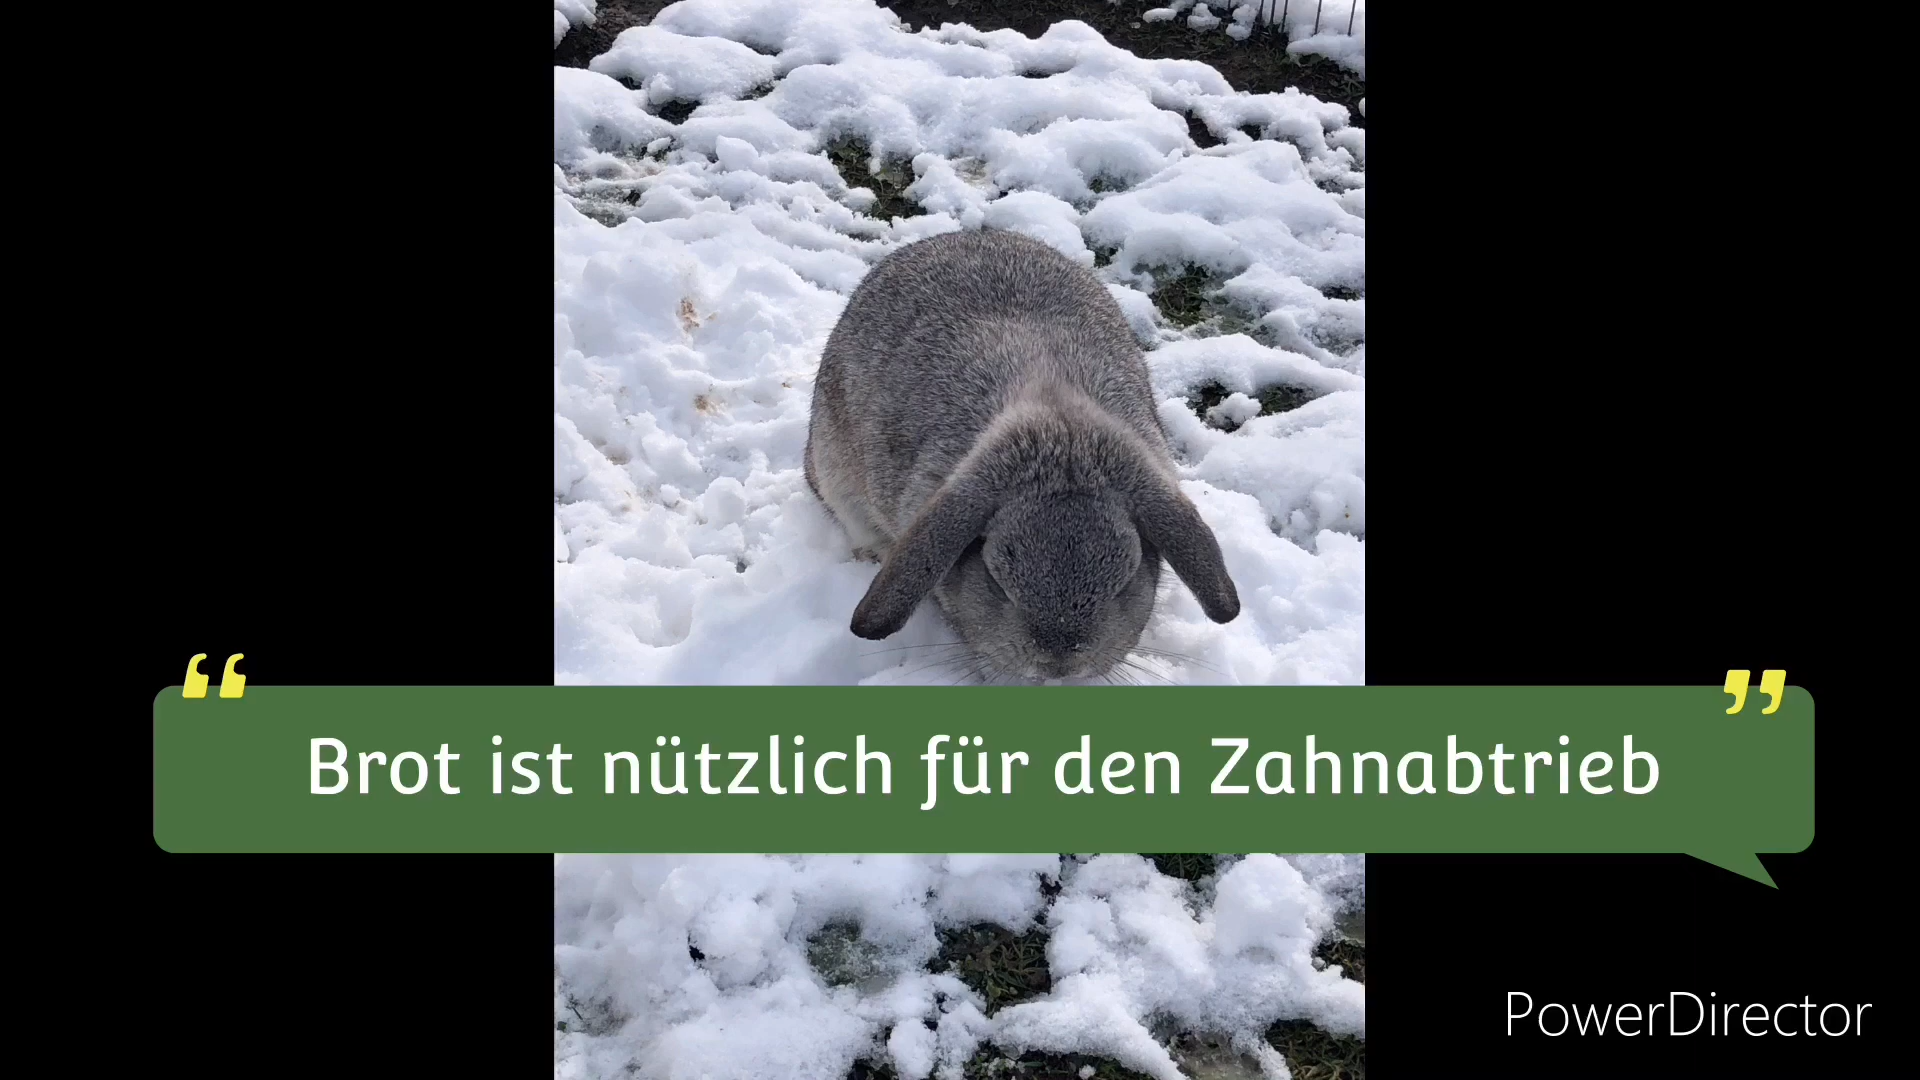 “ Brot ist nützlich für den Zahnabtrieb ”
PowerDirector